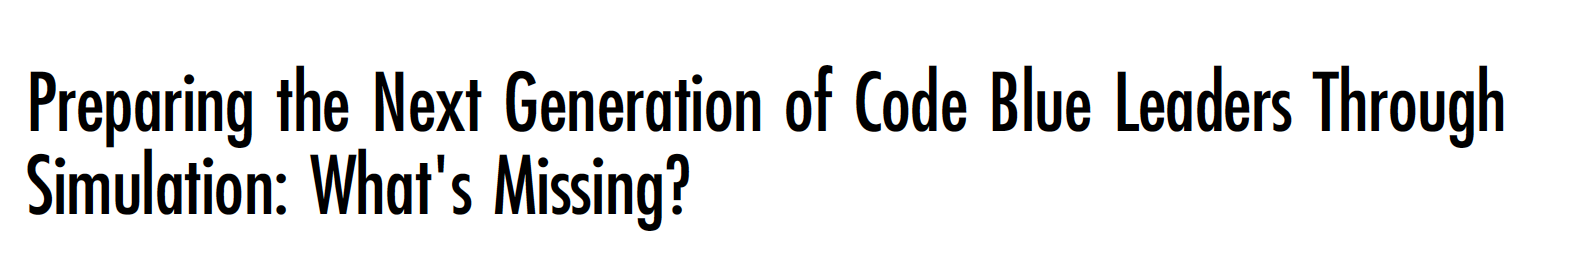 Preparing the Next Generation of Code Blue Leaders Through
Simulation: What's Missing?